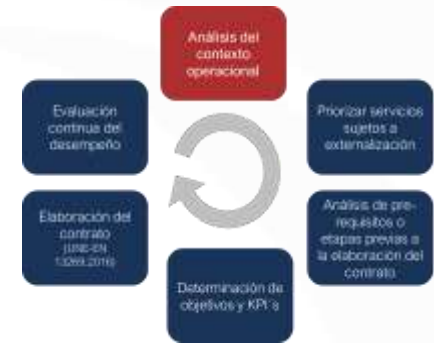 Análisis del
contexto
operacional
Priorizar servicios
sujetos a
externalización
Análisis de pre-
requisitos o
etapas previas a
la elaboración del
contrato
Determinación de
objetivos y KPI´s
Elaboración del
contrato
(UNE-EN
13269:2016)
Evaluación
continua del
desempeño